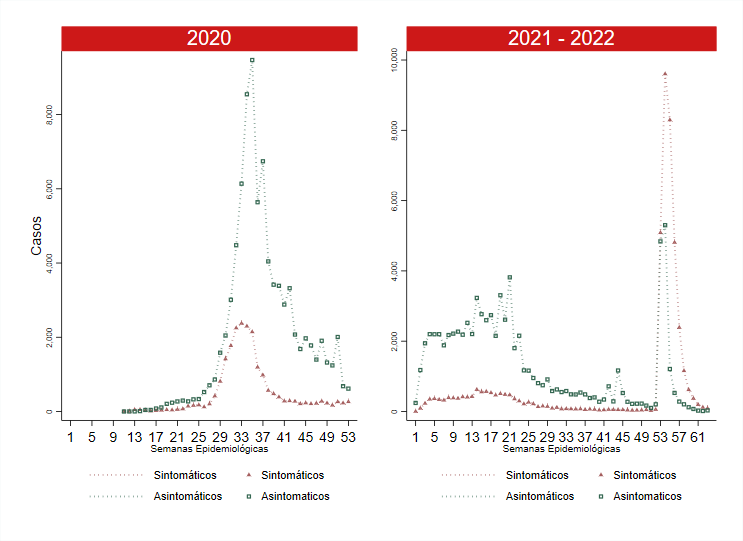 2020
2021 - 2022
Casos
8,000
6,000
4,000
2,000
0
1 5 9 13 17 21 25 29 33 37 41 45 49 53
Semanas Epidemiológicas
10,000
8,000
6,000
4,000
2,000
0
1 5 9 13 17 21 25 29 33 37 41 45 49 53 57 61
Semanas Epidemiológicas
Sintomáticos Sintomáticos
Asintomáticos Asintomaticos
Sintomáticos Sintomáticos
Asintomáticos Asintomaticos